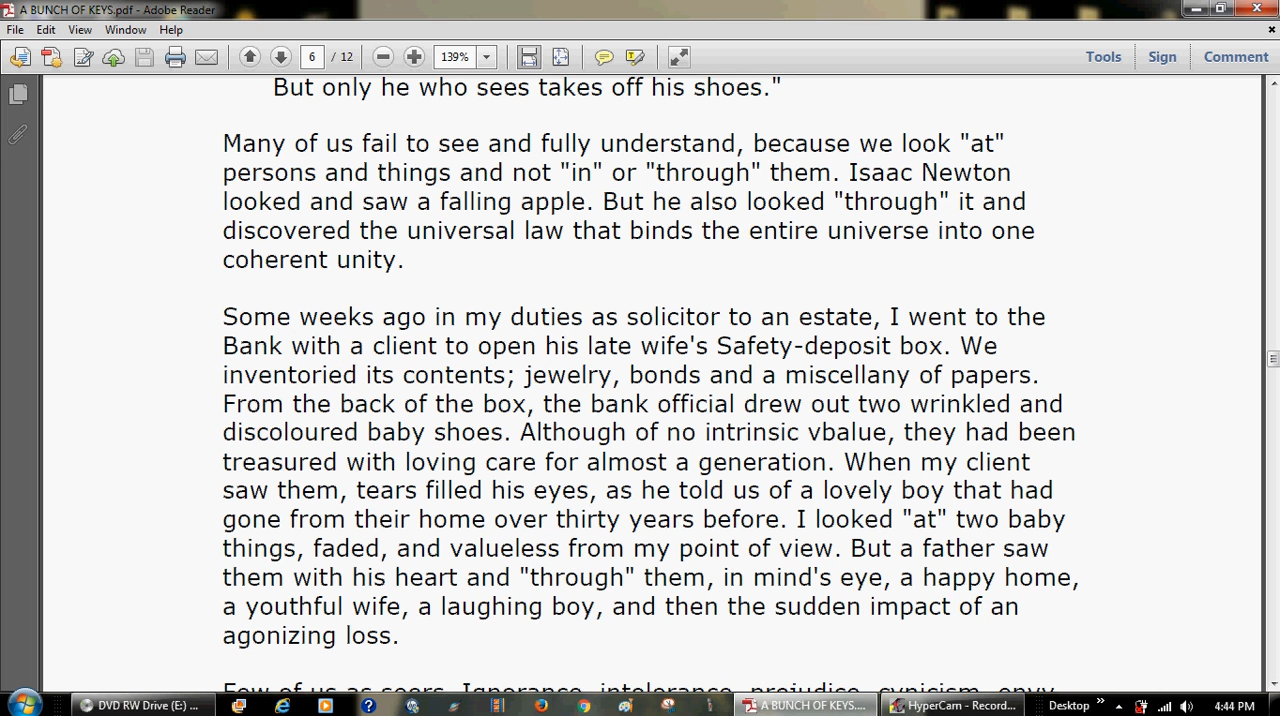 A BUNCH OF KEYS.pdf - Adobe Reader
File Edit View Window Help
6 / 12 139% Tools Sign Comment
But only he who sees takes off his shoes."
Many of us fail to see and fully understand, because we look "at"
persons and things and not "in" or "through" them. Isaac Newton
looked and saw a falling apple. But he also looked "through" it and
discovered the universal law that binds the entire universe into one
coherent unity.
Some weeks ago in my duties as solicitor to an estate, I went to the
Bank with a client to open his late wife's Safety-deposit box. We
inventoried its contents; jewelry, bonds and a miscellany of papers.
From the back of the box, the bank official drew out two wrinkled and
discoloured baby shoes. Although of no intrinsic vbalue, they had been
treasured with loving care for almost a generation. When my client
saw them, tears filled his eyes, as he told us of a lovely boy that had
gone from their home over thirty years before. I looked "at" two baby
things, faded, and valueless from my point of view. But a father saw
them with his heart and "through" them, in mind's eye, a happy home,
a youthful wife, a laughing boy, and then the sudden impact of an
agonizing loss.
Few of us as seers. Ignorance, intolerance, prejudice, cynicism, envy
DVD RW Drive (E:) ... A BUNCH OF KEYS.... HyperCam - Record... Desktop 4:44 PM